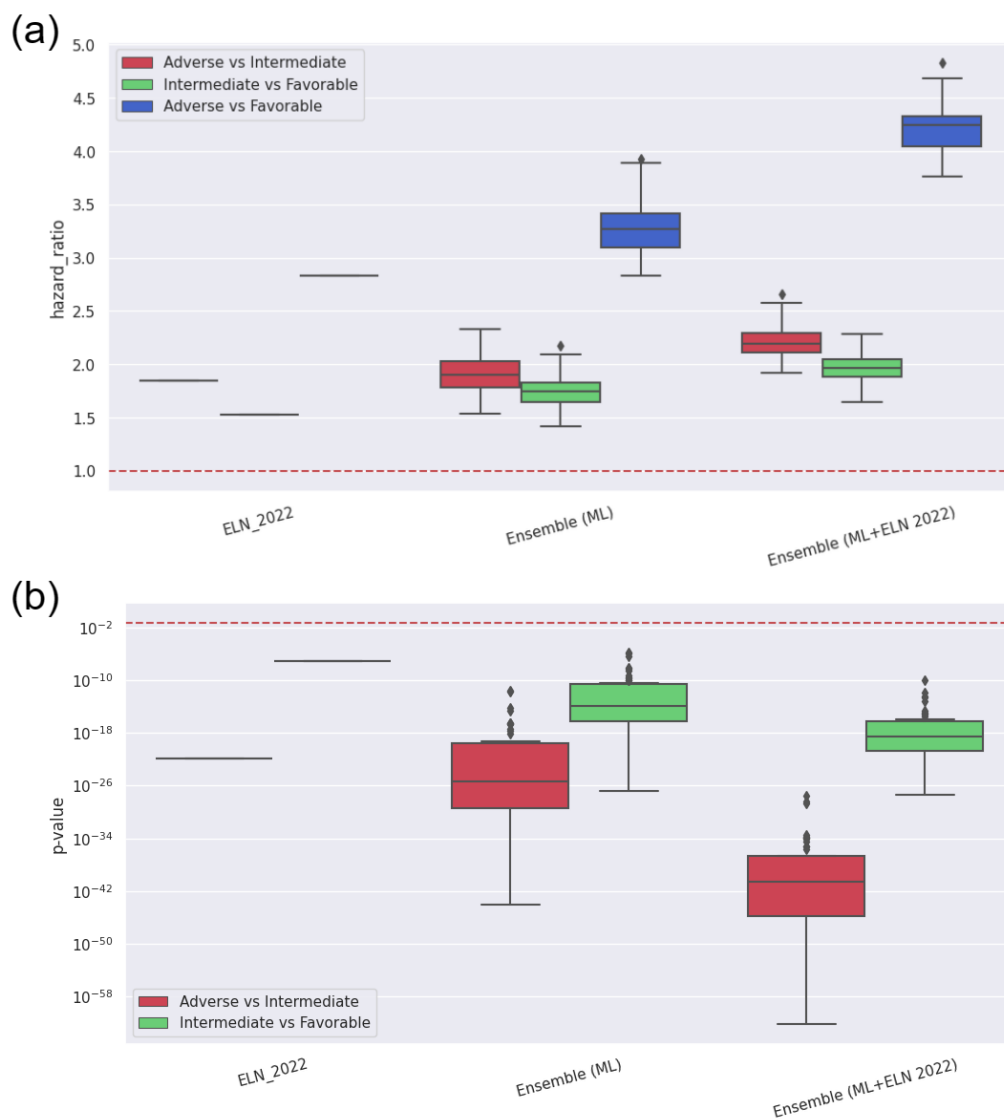 (a)
5.0
4.5
4.0
3.5
3.0
2.5
2.0
1.5
1.0
hazard_ratio
Adverse vs Intermediate
Intermediate vs Favorable
Adverse vs Favorable
ELN_2022
Ensemble (ML)
Ensemble (ML+ELN 2022)
(b)
10⁻²
10⁻¹⁰
10⁻¹⁸
10⁻²⁶
10⁻³⁴
10⁻⁴²
10⁻⁵⁰
10⁻⁵⁸
p-value
Adverse vs Intermediate
Intermediate vs Favorable
ELN_2022
Ensemble (ML)
Ensemble (ML+ELN 2022)